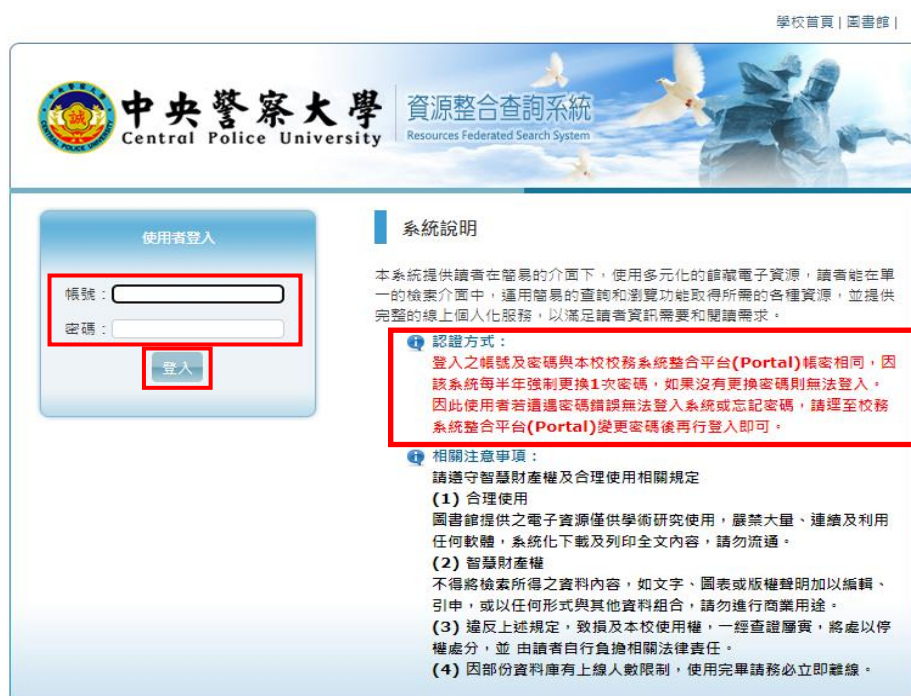 學校首頁 | 圖書館 |
中央警察大學
Central Police University
資源整合查詢系統
Resources Federated Search System
使用者登入
帳號：
密碼：
登入
系統說明
本系統提供讀者在簡易的介面下，使用多元化的館藏電子資源，讀者能在單
一的檢索介面中，運用簡易的查詢和瀏覽功能取得所需的各種資源，並提供
完整的線上個人化服務，以滿足讀者資訊需要和閱讀需求。
認證方式：
登入之帳號及密碼與本校校務系統整合平台(Portal)帳密相同，因
該系統每半年強制更換1次密碼，如果沒有更換密碼則無法登入。
因此使用者若遭遇密碼錯誤無法登入系統或忘記密碼，請逕至校務
系統整合平台(Portal)變更密碼後再行登入即可。
相關注意事項：
請遵守智慧財產權及合理使用相關規定
(1) 合理使用
圖書館提供之電子資源僅供學術研究使用，嚴禁大量、連續及利用
任何軟體，系統化下載及列印全文內容，請勿流通。
(2) 智慧財產權
不得將檢索所得之資料內容，如文字、圖表或版權聲明加以編輯、
引申，或以任何形式與其他資料組合，請勿進行商業用途。
(3) 違反上述規定，致損及本校使用權，一經查證屬實，將處以停
權處分，並 由讀者自行負擔相關法律責任。
(4) 因部份資料庫有上線人數限制，使用完畢請務必立即離線。